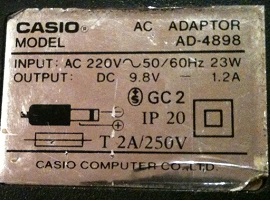 CASIO AC ADAPTOR
MODEL AD-4898
INPUT: AC 220V~50/60Hz 23W
OUTPUT: DC 9.8V ⎓ 1.2A
S GC 2
IP 20
T 2A/250V
CASIO COMPUTER CO., LTD.